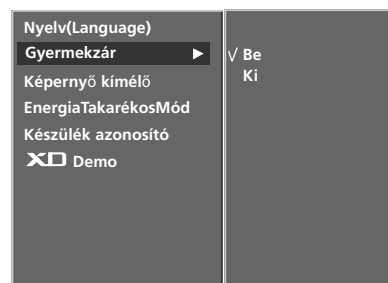 Nyelv(Language)
Gyermekzár ▶
Képernyő kímélő
EnergiaTakarékosMód
Készülék azonosító
XD Demo
√ Be
Ki